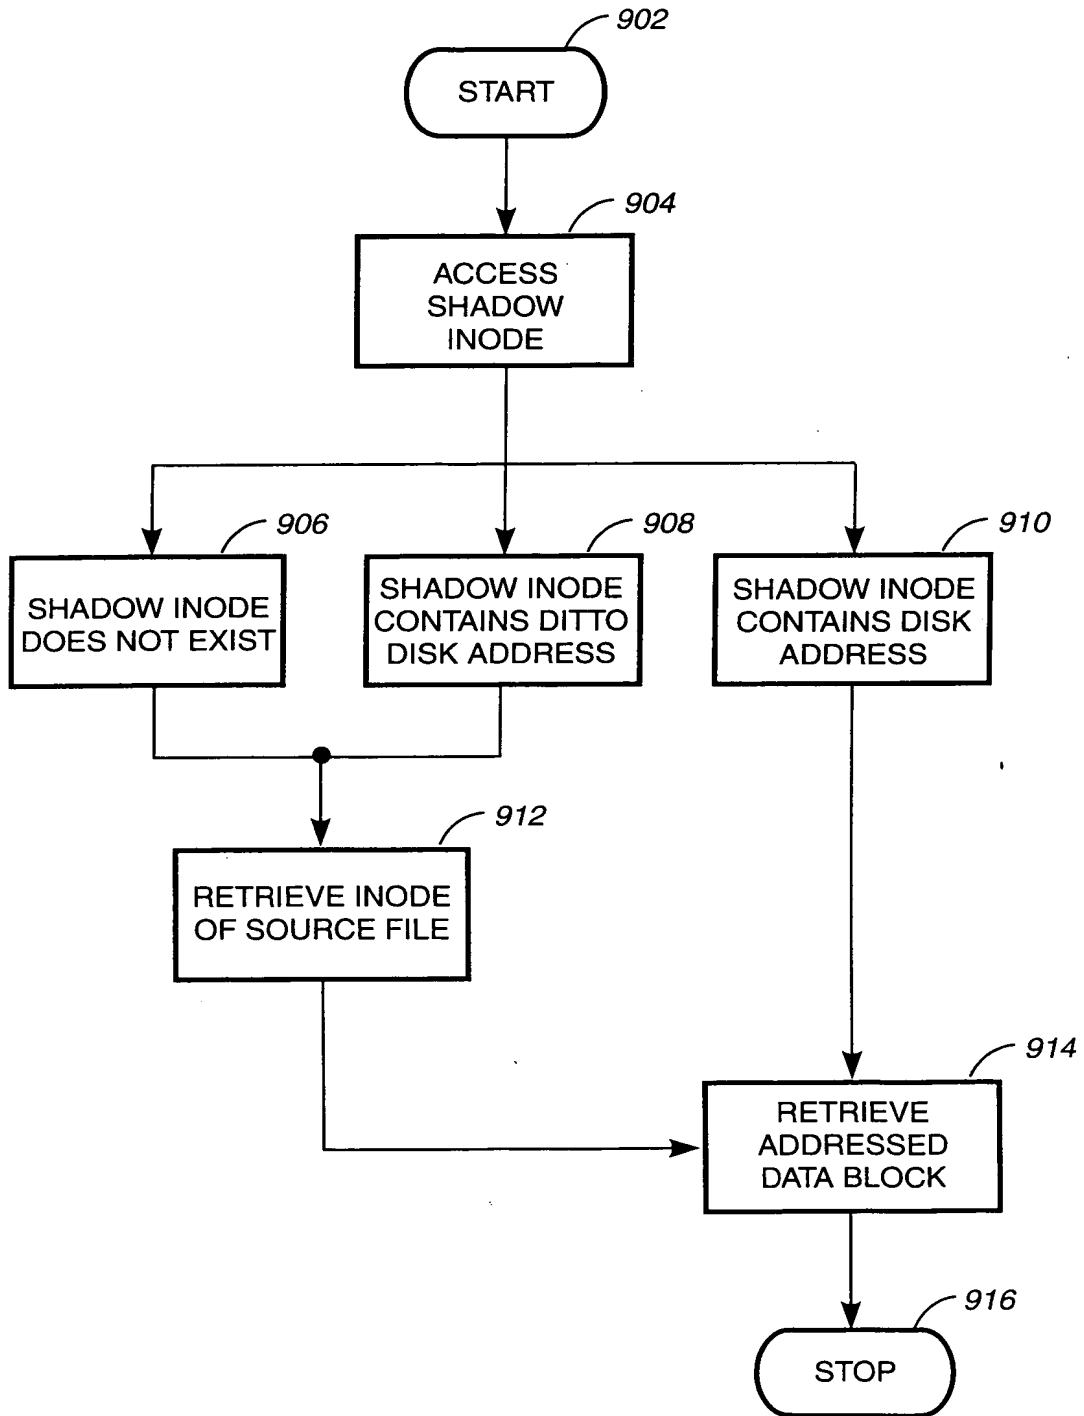 902
START
904
ACCESS
SHADOW
INODE
906
SHADOW INODE
DOES NOT EXIST
908
SHADOW INODE
CONTAINS DITTO
DISK ADDRESS
910
SHADOW INODE
CONTAINS DISK
ADDRESS
912
RETRIEVE INODE
OF SOURCE FILE
914
RETRIEVE
ADDRESSED
DATA BLOCK
916
STOP